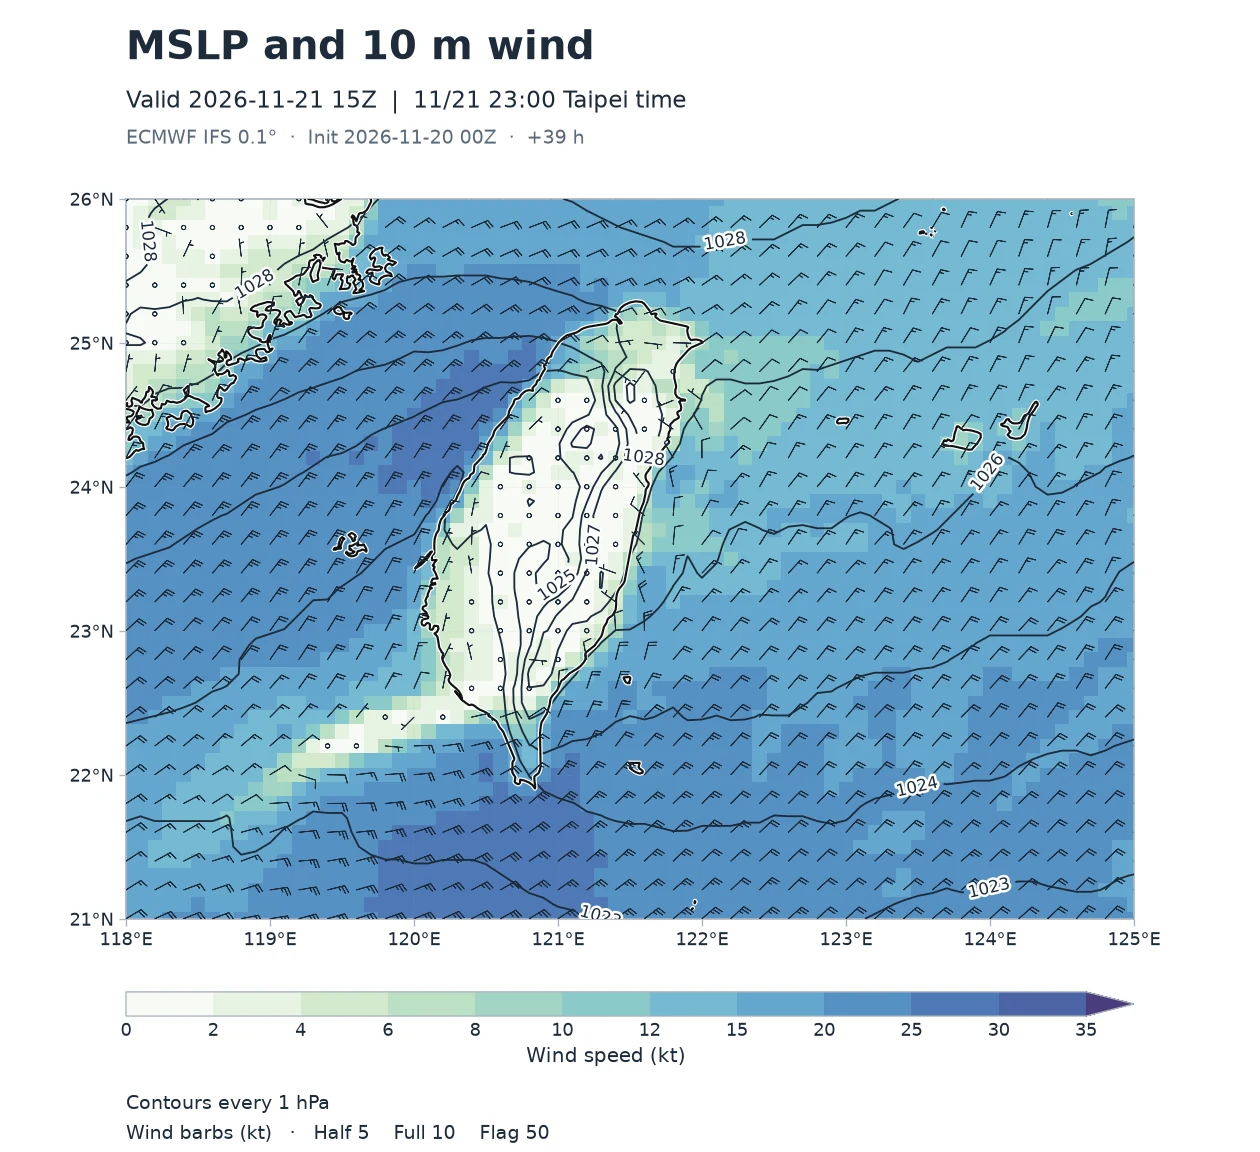 MSLP and 10 m wind
Valid 2026-11-21 15Z | 11/21 23:00 Taipei time
ECMWF IFS 0.1° · Init 2026-11-20 00Z · +39 h
26°N
25°N
24°N
23°N
22°N
21°N
1028
1028
1028
1028
1027
1026
1025
1024
1023
1023
118°E 119°E 120°E 121°E 122°E 123°E 124°E 125°E
0 2 4 6 8 10 12 15 20 25 30 35
Wind speed (kt)
Contours every 1 hPa
Wind barbs (kt) · Half 5 Full 10 Flag 50